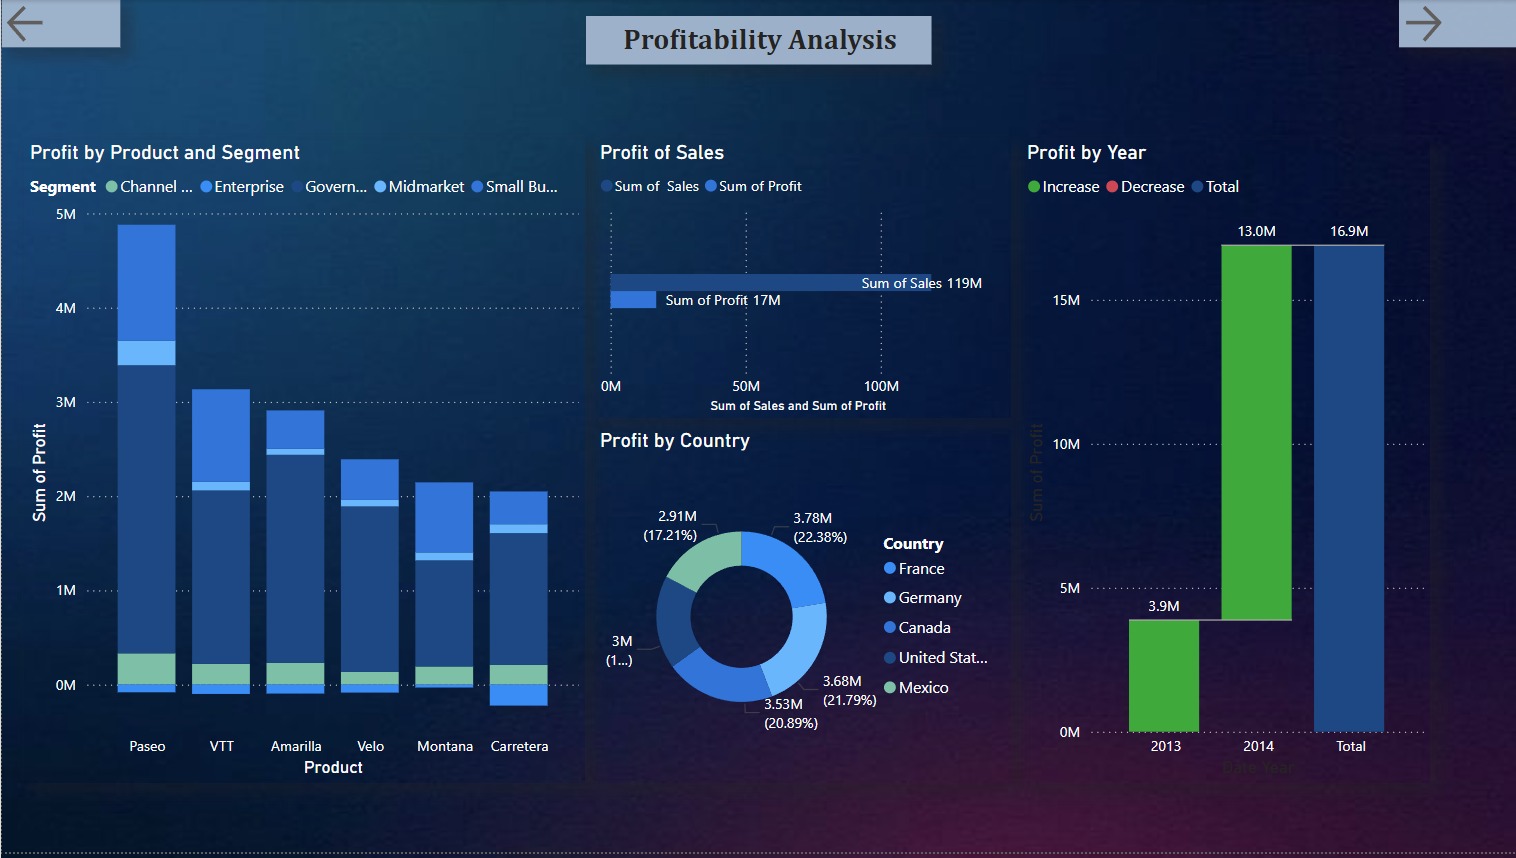 Profitability Analysis
Profit by Product and Segment
Segment Channel ... Enterprise Govern... Midmarket Small Bu...
5M
4M
3M
2M
1M
0M
Sum of Profit
Paseo VTT Amarilla Velo Montana Carretera
Product
Profit of Sales
Sum of Sales Sum of Profit
Sum of Sales 119M
Sum of Profit 17M
0M 50M 100M
Sum of Sales and Sum of Profit
Profit by Country
2.91M
(17.21%)
3.78M
(22.38%)
3M
(1...)
3.68M
(21.79%)
3.53M
(20.89%)
Country
France
Germany
Canada
United Stat...
Mexico
Profit by Year
Increase Decrease Total
13.0M 16.9M
15M
10M
5M
3.9M
0M
Sum of Profit
2013 2014 Total
Date Year